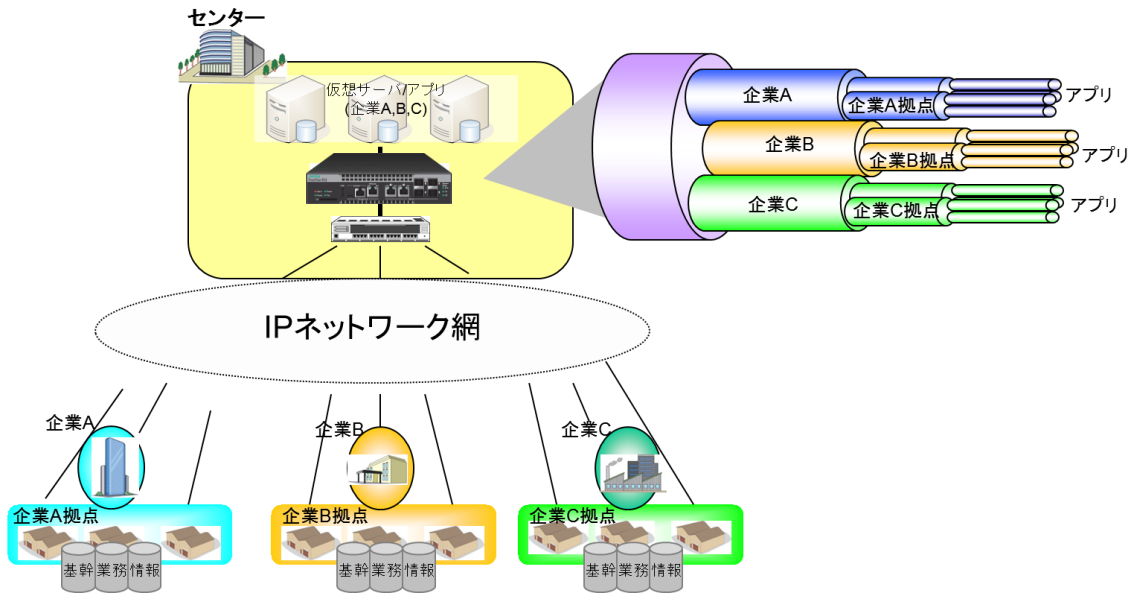 センター
仮想サーバ/アプリ
(企業A,B,C)
企業A
企業A拠点
アプリ
企業B
企業B拠点
アプリ
企業C
企業C拠点
アプリ
IPネットワーク網
企業A
企業B
企業C
企業A拠点
企業B拠点
企業C拠点
基幹 業務 情報
基幹 業務 情報
基幹 業務 情報